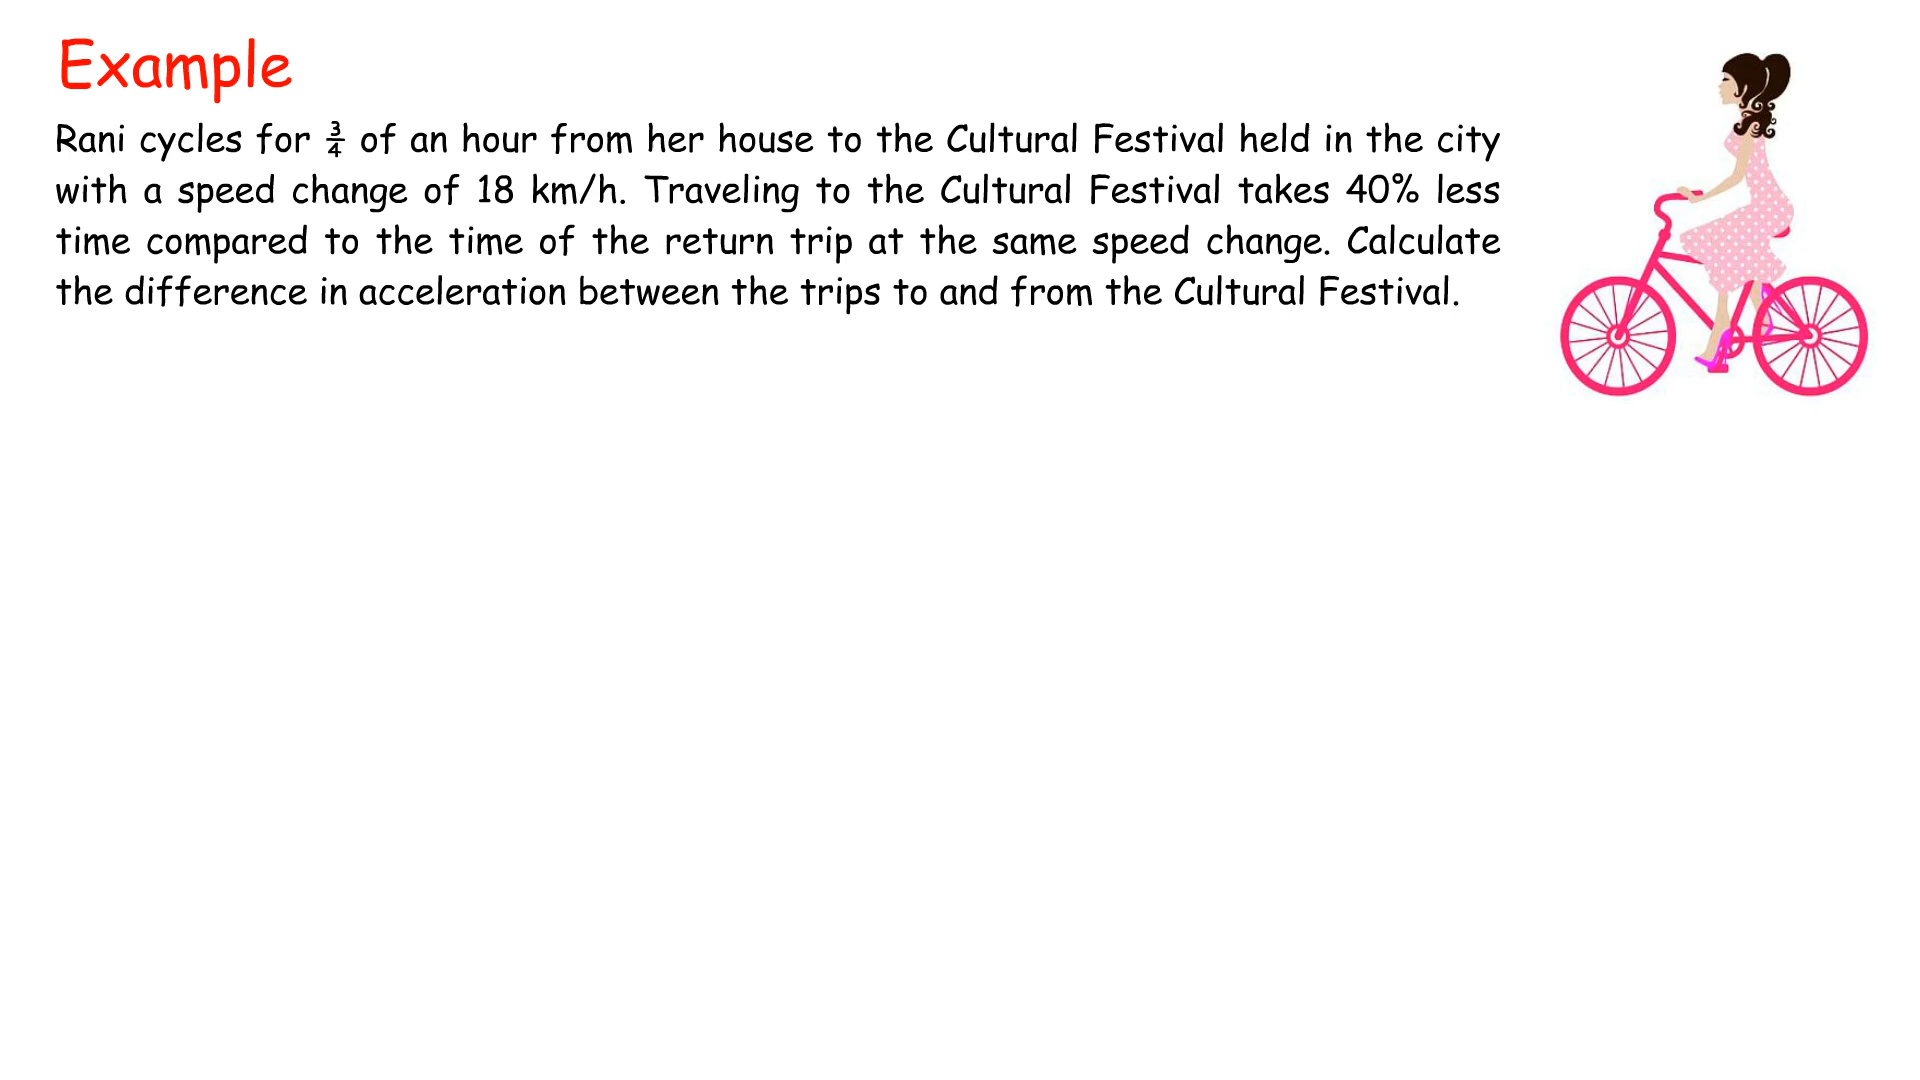 Example
Rani cycles for ¾ of an hour from her house to the Cultural Festival held in the city
with a speed change of 18 km/h. Traveling to the Cultural Festival takes 40% less
time compared to the time of the return trip at the same speed change. Calculate
the difference in acceleration between the trips to and from the Cultural Festival.